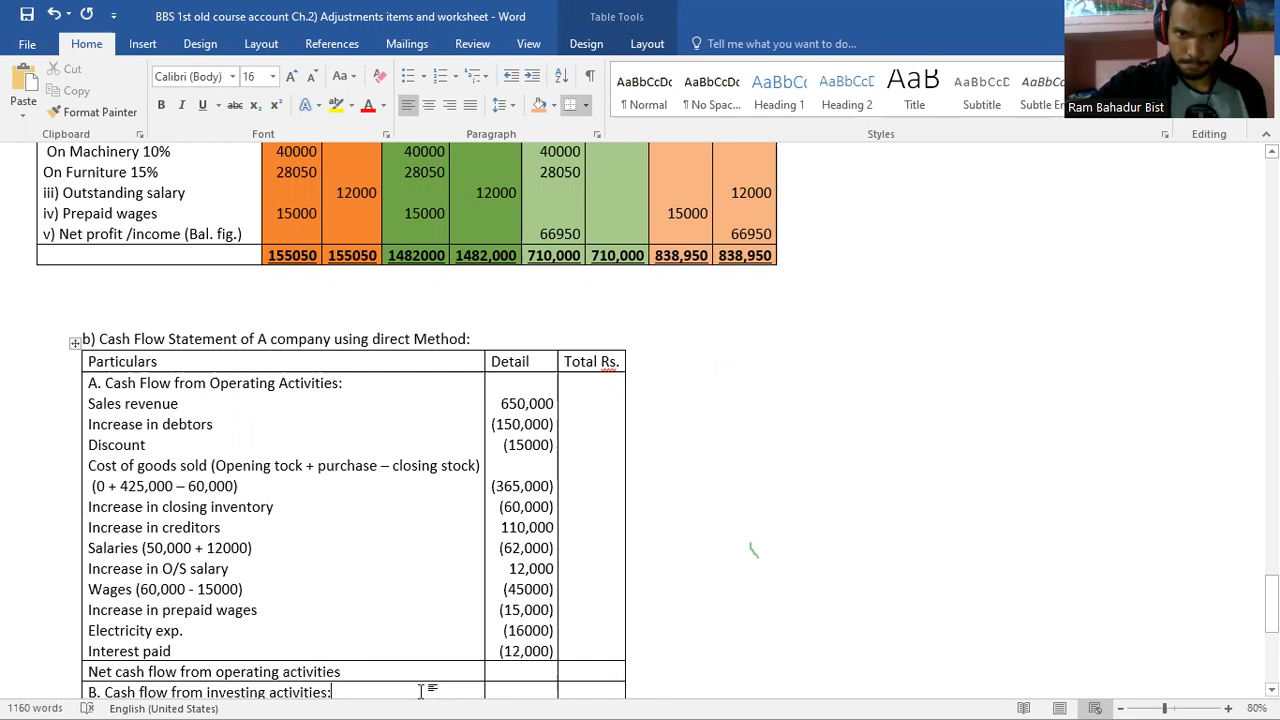 BBS 1st old course account Ch.2) Adjustments items and worksheet - Word
Table Tools
File Home Insert Design Layout References Mailings Review View Design Layout Tell me what you want to do...
Cut
Copy
Format Painter
Paste
Calibri (Body) 16
AaBbCcDc AaBbCcDc AaBbCc AaBbCcD AaB AaBbCcD AaBbCcDc
¶ Normal ¶ No Spac... Heading 1 Heading 2 Title Subtitle Subtle Em
Clipboard Font Paragraph Styles Editing
Ram Bahadur Bist
On Machinery 10% 40000 40000 40000
On Furniture 15% 28050 28050 28050
iii) Outstanding salary 12000 12000 12000
iv) Prepaid wages 15000 15000 15000
v) Net profit /income (Bal. fig.) 66950 66950
155050 155050 1482000 1482,000 710,000 710,000 838,950 838,950
b) Cash Flow Statement of A company using direct Method:
Particulars Detail Total Rs.
A. Cash Flow from Operating Activities:
Sales revenue 650,000
Increase in debtors (150,000)
Discount (15000)
Cost of goods sold (Opening tock + purchase – closing stock)
(0 + 425,000 – 60,000) (365,000)
Increase in closing inventory (60,000)
Increase in creditors 110,000
Salaries (50,000 + 12000) (62,000)
Increase in O/S salary 12,000
Wages (60,000 - 15000) (45000)
Increase in prepaid wages (15,000)
Electricity exp. (16000)
Interest paid (12,000)
Net cash flow from operating activities
B. Cash flow from investing activities:
1160 words English (United States) 80%